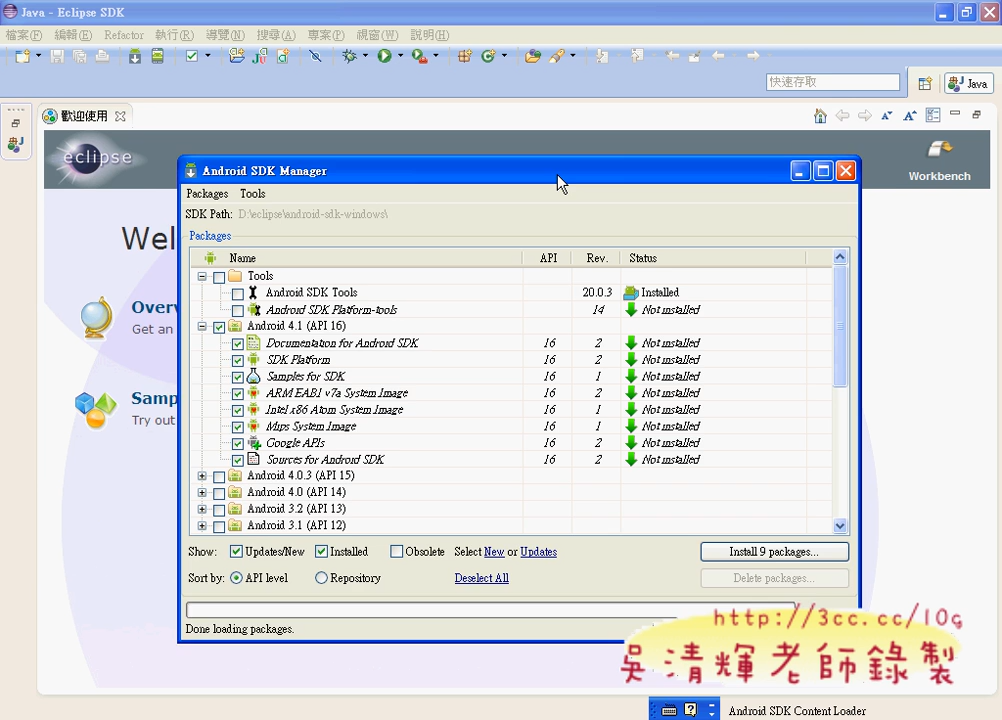 Java - Eclipse SDK
檔案(F) 編輯(E) Refactor 執行(R) 導覽(N) 搜尋(A) 專案(P) 視窗(W) 說明(H)
快速存取
Java
歡迎使用
eclipse
Workbench
Wel
Overv
Get an
Samp
Try out
Android SDK Manager
Packages Tools
SDK Path: D:\eclipse\android-sdk-windows\
Packages
Name API Rev. Status
Tools
Android SDK Tools 20.0.3 Installed
Android SDK Platform-tools 14 Not installed
Android 4.1 (API 16)
Documentation for Android SDK 16 2 Not installed
SDK Platform 16 2 Not installed
Samples for SDK 16 1 Not installed
ARM EABI v7a System Image 16 2 Not installed
Intel x86 Atom System Image 16 1 Not installed
Mips System Image 16 1 Not installed
Google APIs 16 2 Not installed
Sources for Android SDK 16 2 Not installed
Android 4.0.3 (API 15)
Android 4.0 (API 14)
Android 3.2 (API 13)
Android 3.1 (API 12)
Show: Updates/New Installed Obsolete Select New or Updates
Install 9 packages...
Sort by: API level Repository Deselect All
Delete packages...
Done loading packages.
http://3cc.cc/10g
吳清輝老師錄製
Android SDK Content Loader